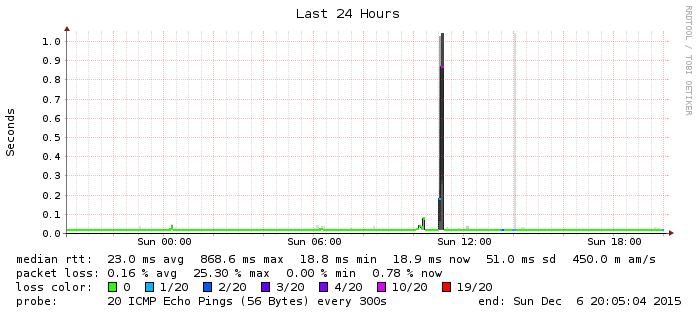 Last 24 Hours
RRDTOOL / TOBI OETIKER
Seconds
1.0
0.9
0.8
0.7
0.6
0.5
0.4
0.3
0.2
0.1
0.0
Sun 00:00 Sun 06:00 Sun 12:00 Sun 18:00
median rtt: 23.0 ms avg 868.6 ms max 18.8 ms min 18.9 ms now 51.0 ms sd 450.0 m am/s
packet loss: 0.16 % avg 25.30 % max 0.00 % min 0.78 % now
loss color: 0 1/20 2/20 3/20 4/20 10/20 19/20
probe: 20 ICMP Echo Pings (56 Bytes) every 300s end: Sun Dec 6 20:05:04 2015